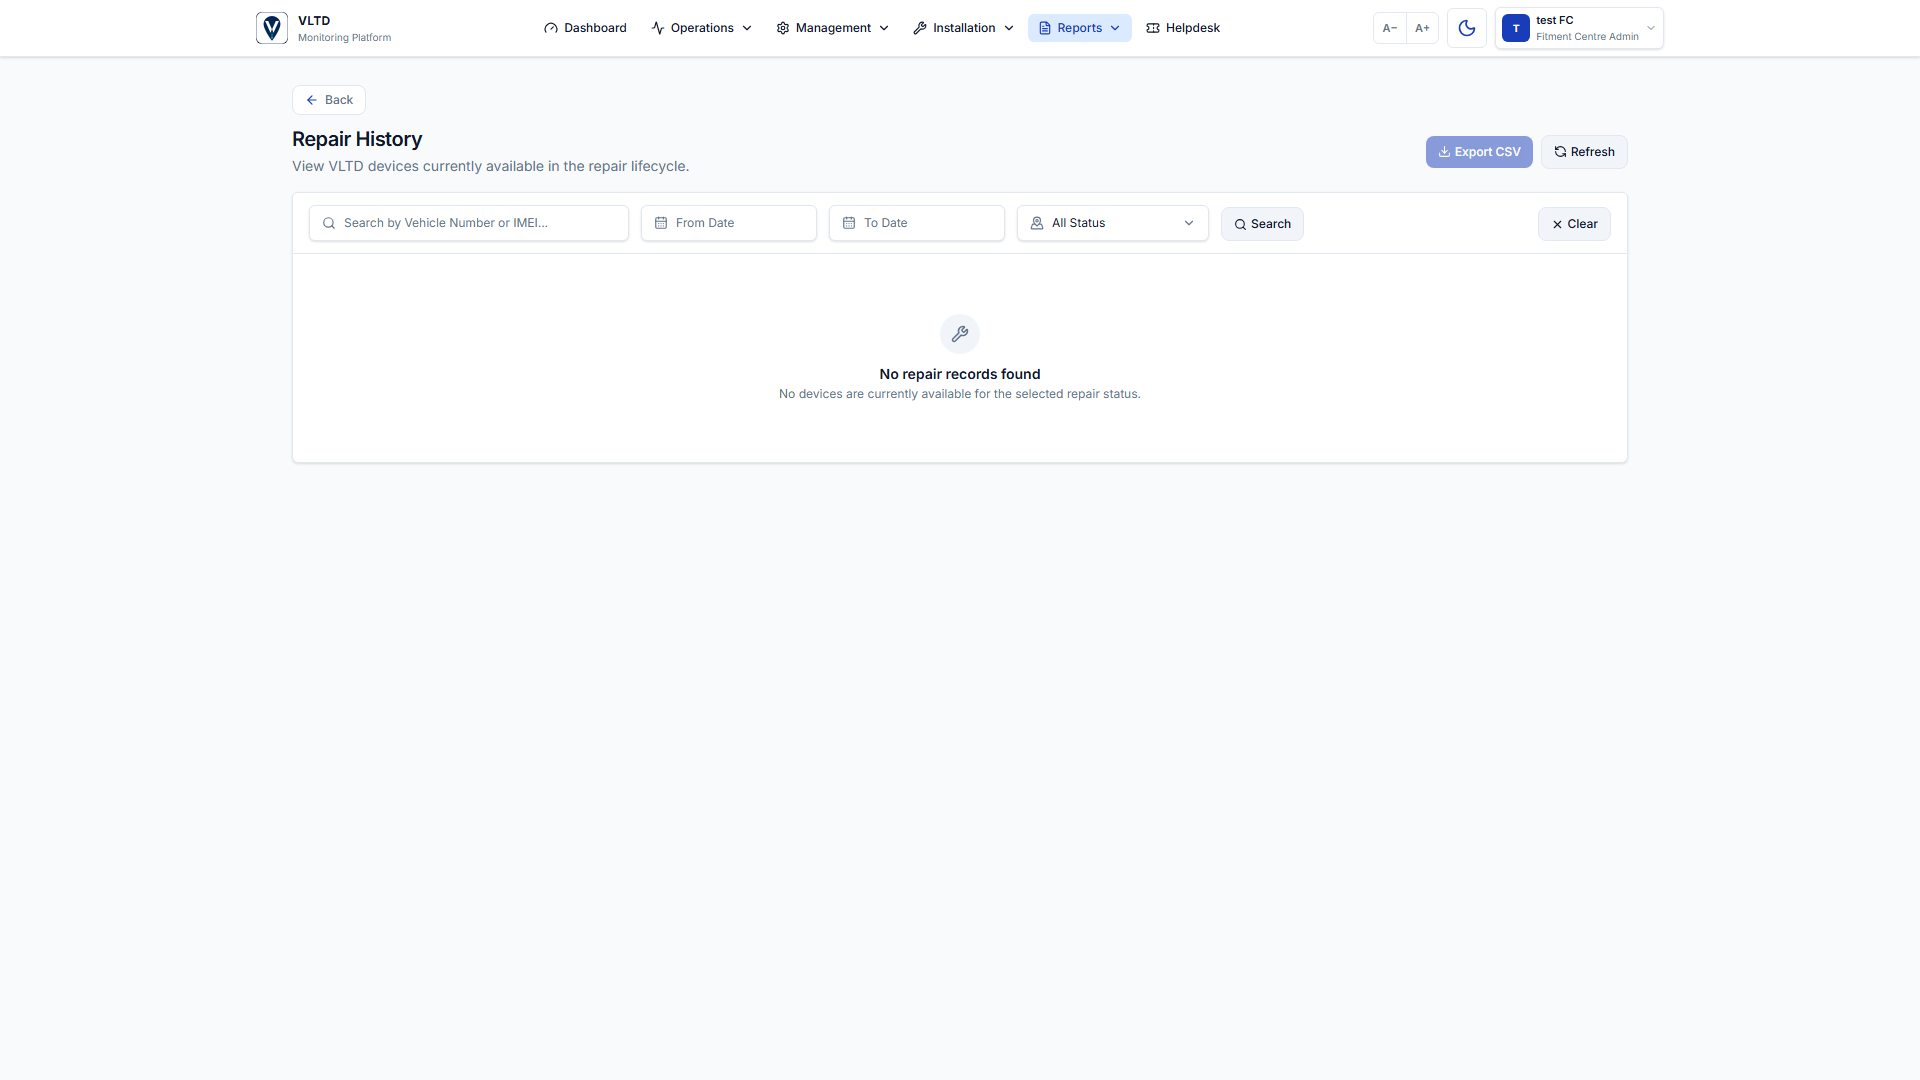 VLTD
Monitoring Platform
Dashboard
Operations
Management
Installation
Reports
Helpdesk
A−
A+
T
test FC
Fitment Centre Admin
Back
Repair History
View VLTD devices currently available in the repair lifecycle.
Export CSV
Refresh
Search by Vehicle Number or IMEI...
From Date
To Date
All Status
Search
Clear
No repair records found
No devices are currently available for the selected repair status.